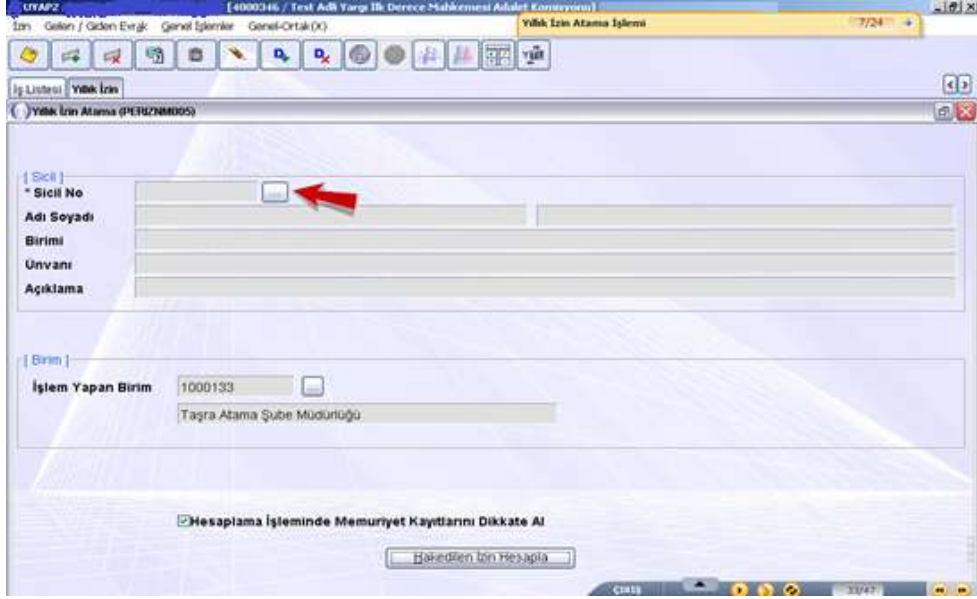 UYAP2 [4000346 / Test Adli Yargı İlk Derece Mahkemesi Adalet Komisyonu]
Yıllık İzin Atama İşlemi 7/24
İzin Gelen / Giden Evrak Genel İşlemler Genel-Ortak(X)
İş Listesi Yıllık İzin
Yıllık İzin Atama (PERIZNM005)
[ Sicil ]
* Sicil No ...
Adı Soyadı
Birimi
Ünvanı
Açıklama
[ Birim ]
İşlem Yapan Birim 1000133 ...
Taşra Atama Şube Müdürlüğü
Hesaplama İşleminde Memuriyet Kayıtlarını Dikkate Al
Hakedilen İzin Hesapla
ÇIKIŞ 33/47